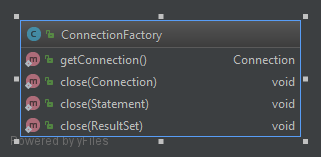 C ConnectionFactory
m getConnection() Connection
m close(Connection) void
m close(Statement) void
m close(ResultSet) void
Powered by yFiles